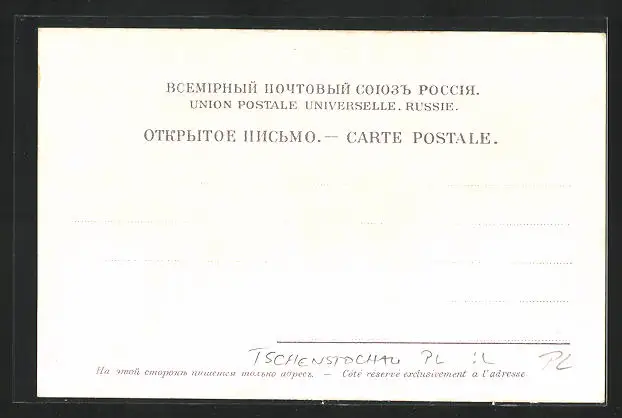 ВСЕМІРНЫЙ ПОЧТОВЫЙ СОЮЗЪ РОССІЯ.
UNION POSTALE UNIVERSELLE. RUSSIE.
ОТКРЫТОЕ ПИСЬМО.— CARTE POSTALE.
TSCHENSTOCHAU PL :L PL
На этой сторонѣ пишется только адресъ. — Côté réservé exclusivement à l'adresse